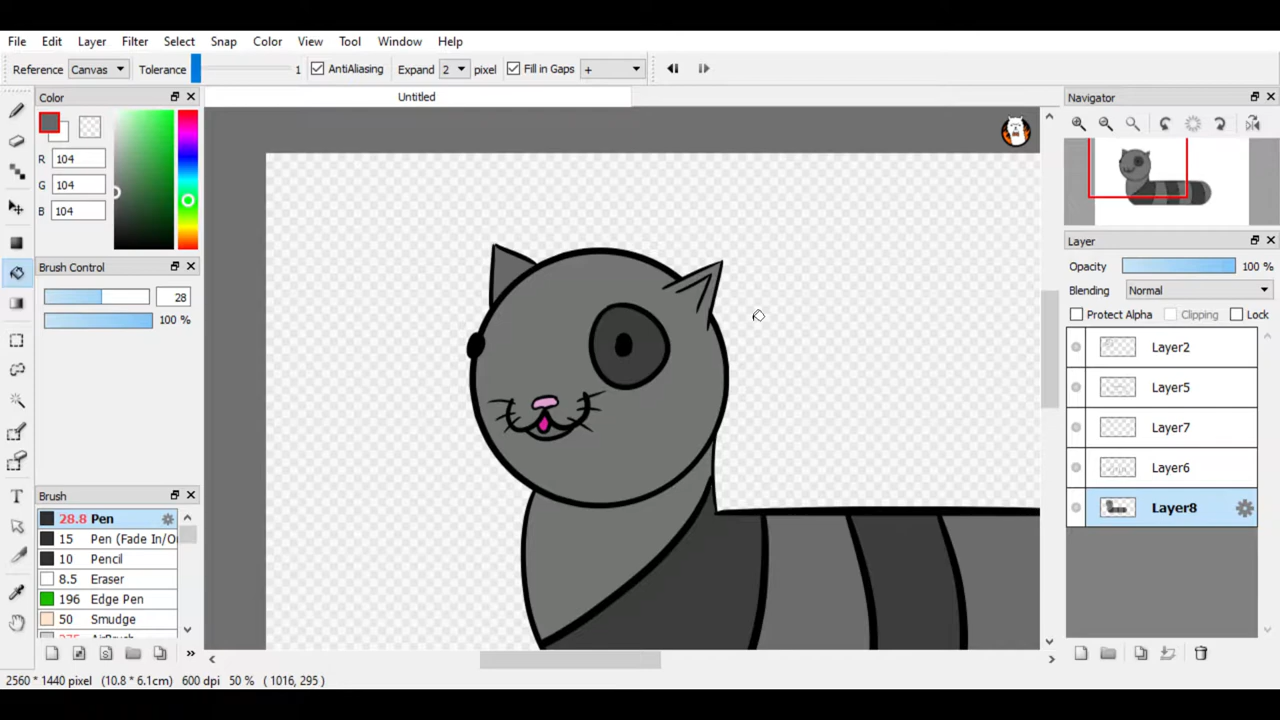 File Edit Layer Filter Select Snap Color View Tool Window Help
Reference Canvas Tolerance 1 AntiAliasing Expand 2 pixel Fill in Gaps +
Color
Untitled
Navigator
R 104
G 104
B 104
Layer
Brush Control
Opacity 100 %
28
Blending Normal
100 %
Protect Alpha Clipping Lock
Layer2
Layer5
Layer7
Layer6
Brush
Layer8
28.8 Pen
15 Pen (Fade In/O
10 Pencil
8.5 Eraser
196 Edge Pen
50 Smudge
2560 * 1440 pixel (10.8 * 6.1cm) 600 dpi 50 % ( 1016, 295 )